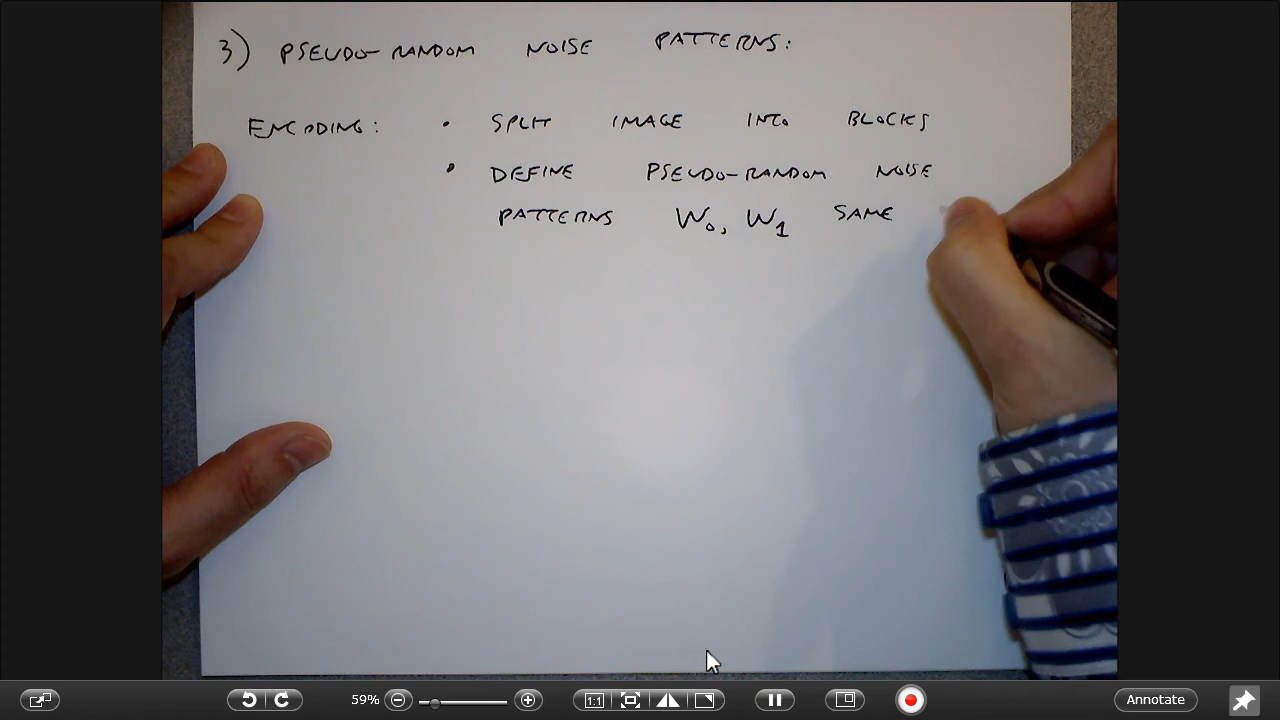 3) PSEUDO-RANDOM NOISE PATTERNS:
ENCODING: • SPLIT IMAGE INTO BLOCKS
• DEFINE PSEUDO-RANDOM NOISE
PATTERNS W₀, W₁ SAME
59% 1:1 Annotate